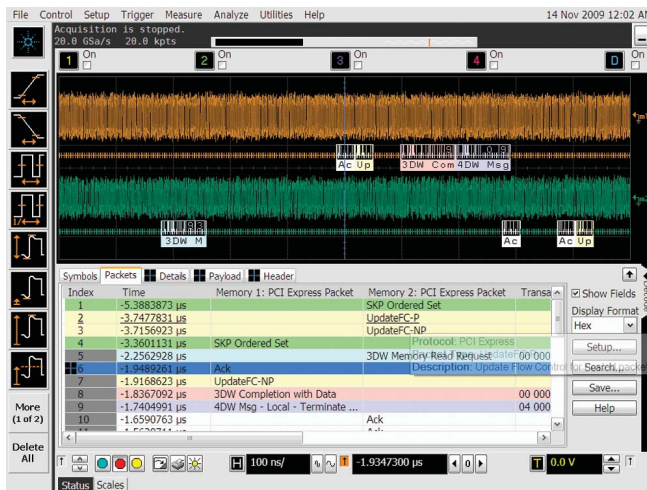 File Control Setup Trigger Measure Analyze Utilities Help 14 Nov 2009 12:02 AM
Acquisition is stopped.
20.0 GSa/s 20.0 kpts
1 On 2 On 3 On 4 On D On
Ac Up 3DW Com 4DW Msg
3DW M Ac Ac Up
Symbols Packets Details Payload Header
Index Time Memory 1: PCI Express Packet Memory 2: PCI Express Packet Transa
1 -5.3883873 µs SKP Ordered Set
2 -3.7477831 µs UpdateFC-P
3 -3.7156923 µs UpdateFC-NP
4 -3.3601131 µs SKP Ordered Set
Protocol: PCI Express
5 -2.2562928 µs 3DW Memory Read Request 00 000
6 -1.9489261 µs Ack
Description: Update Flow Control for
7 -1.9168623 µs UpdateFC-NP
8 -1.8367092 µs 3DW Completion with Data 00 000
9 -1.7404991 µs 4DW Msg - Local - Terminate ... 04 000
10 -1.6590763 µs Ack
Show Fields
Display Format
Hex
Setup...
Search...
Save...
Help
More
(1 of 2)
Delete
All
H 100 ns/ -1.9347300 µs 0 T 0.0 V
Status Scales